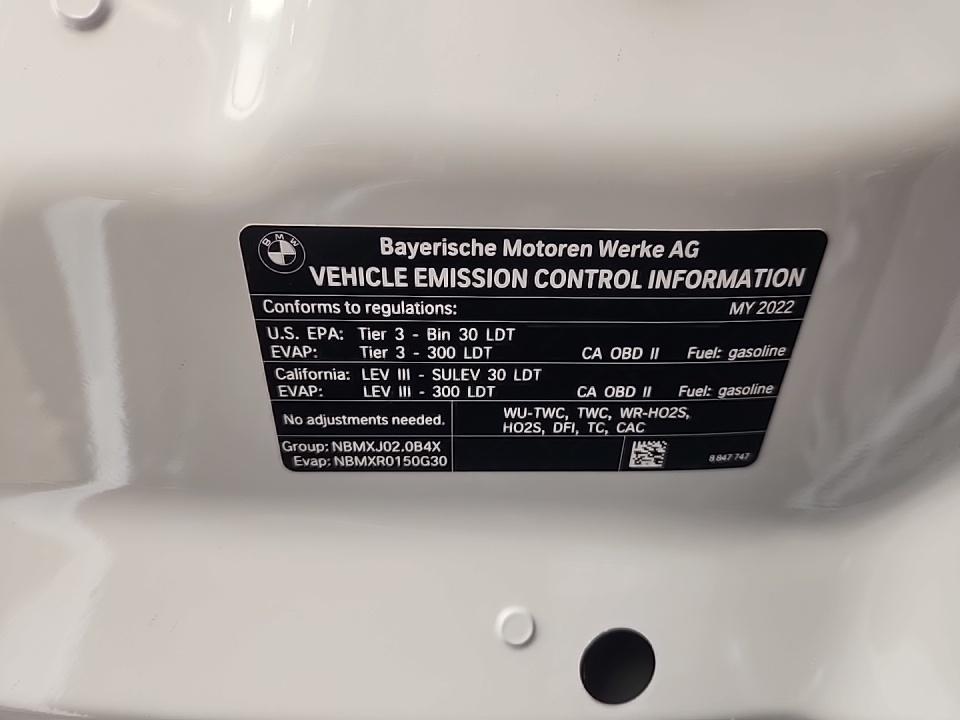 BMW
Bayerische Motoren Werke AG
VEHICLE EMISSION CONTROL INFORMATION
Conforms to regulations: MY 2022
U.S. EPA: Tier 3 - Bin 30 LDT
EVAP: Tier 3 - 300 LDT CA OBD II Fuel: gasoline
California: LEV III - SULEV 30 LDT
EVAP: LEV III - 300 LDT CA OBD II Fuel: gasoline
No adjustments needed.
WU-TWC, TWC, WR-HO2S,
HO2S, DFI, TC, CAC
Group: NBMXJ02.0B4X
Evap: NBMXR0150G30
8 847 747